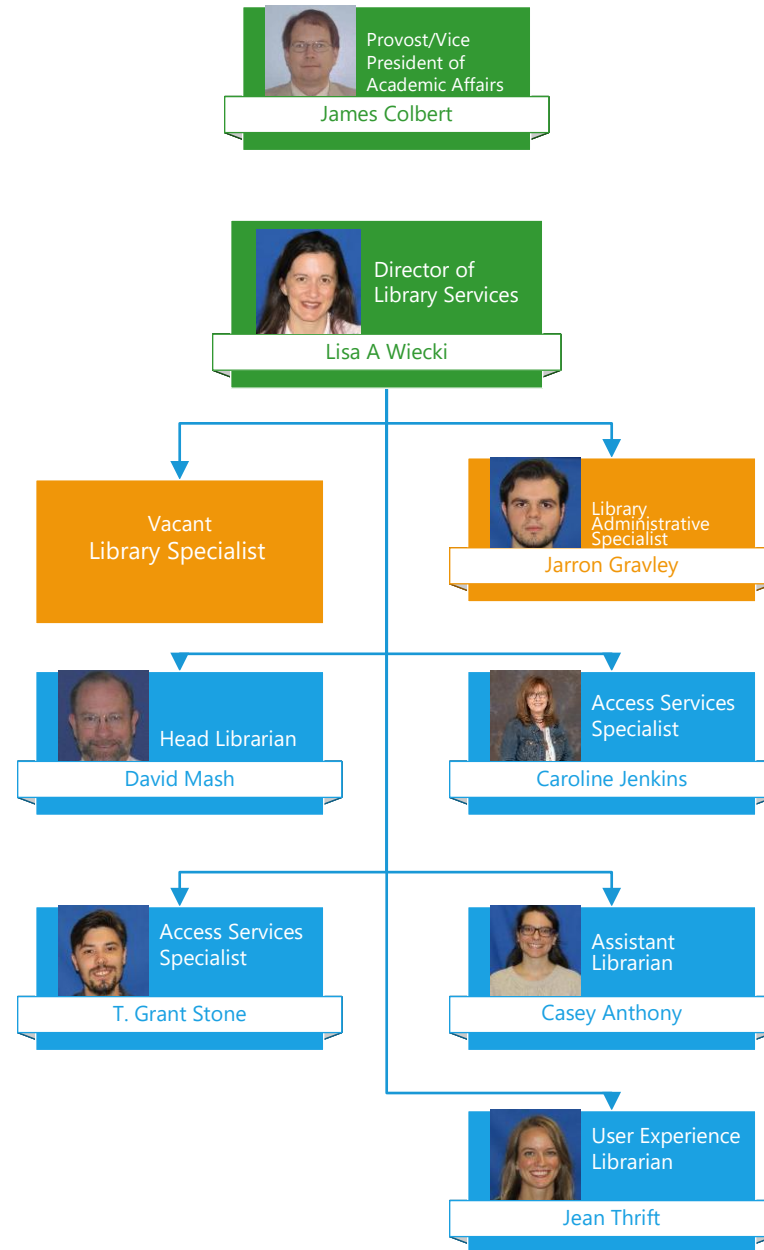 Provost/Vice
President of
Academic Affairs
James Colbert
Director of
Library Services
Lisa A Wiecki
Vacant
Library Specialist
Library
Administrative
Specialist
Jarron Gravley
Head Librarian
David Mash
Access Services
Specialist
Caroline Jenkins
Access Services
Specialist
T. Grant Stone
Assistant
Librarian
Casey Anthony
User Experience
Librarian
Jean Thrift